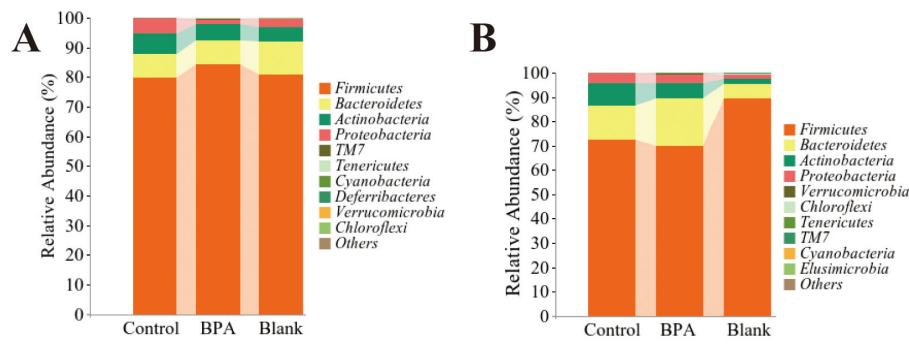 A
Relative Abundance (%)
100
90
80
70
60
50
40
30
20
10
0
Control BPA Blank
Firmicutes
Bacteroidetes
Actinobacteria
Proteobacteria
TM7
Tenericutes
Cyanobacteria
Deferribacteres
Verrucomicrobia
Chloroflexi
Others
B
Relative Abundance (%)
100
90
80
70
60
50
40
30
20
10
0
Control BPA Blank
Firmicutes
Bacteroidetes
Actinobacteria
Proteobacteria
Verrucomicrobia
Chloroflexi
Tenericutes
TM7
Cyanobacteria
Elusimicrobia
Others